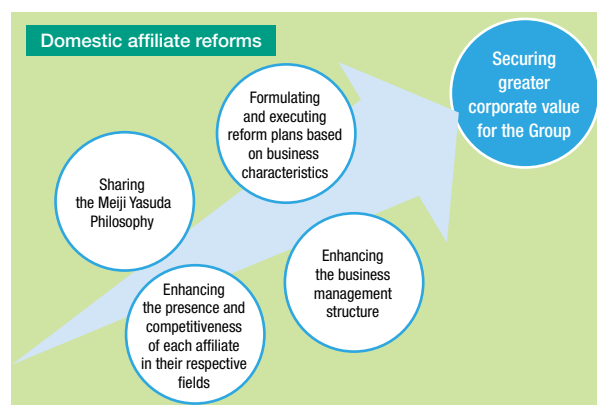 Domestic affiliate reforms
Securing
greater
corporate value
for the Group
Formulating
and executing
reform plans based
on business
characteristics
Sharing
the Meiji Yasuda
Philosophy
Enhancing
the business
management
structure
Enhancing
the presence and
competitiveness
of each affiliate
in their respective
fields